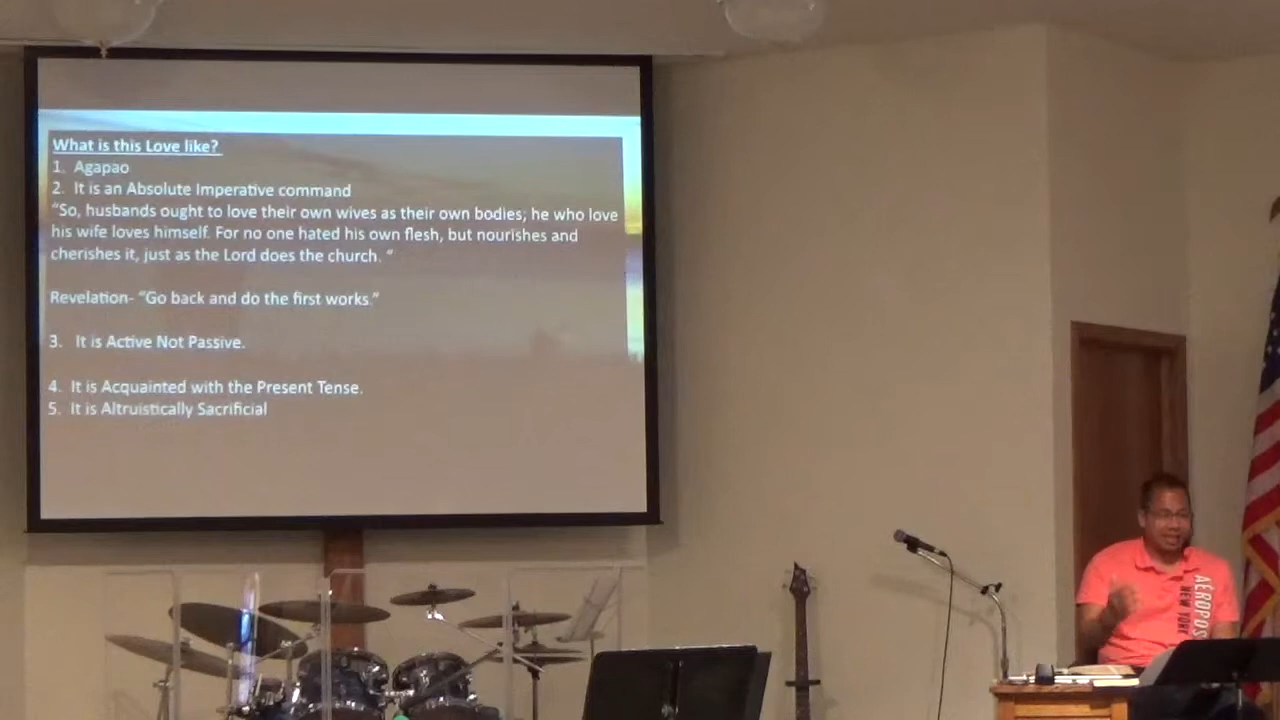 What is this Love like?
1. Agapao
2. It is an Absolute Imperative command
"So, husbands ought to love their own wives as their own bodies; he who love
his wife loves himself. For no one hated his own flesh, but nourishes and
cherishes it, just as the Lord does the church. "
Revelation- "Go back and do the first works."
3. It is Active Not Passive.
4. It is Acquainted with the Present Tense.
5. It is Altruistically Sacrificial
AÉROPOS
NEW YORK